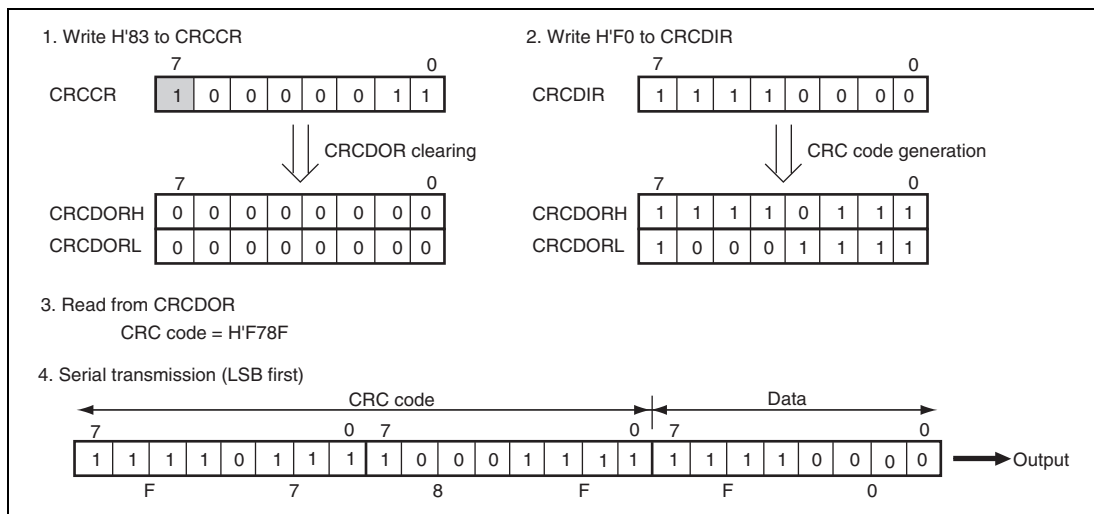 1. Write H'83 to CRCCR
7 0
CRCCR 1 0 0 0 0 0 1 1
CRCDOR clearing
7 0
CRCDORH 0 0 0 0 0 0 0 0
CRCDORL 0 0 0 0 0 0 0 0
2. Write H'F0 to CRCDIR
7 0
CRCDIR 1 1 1 1 0 0 0 0
CRC code generation
7 0
CRCDORH 1 1 1 1 0 1 1 1
CRCDORL 1 0 0 0 1 1 1 1
3. Read from CRCDOR
CRC code = H'F78F
4. Serial transmission (LSB first)
CRC code Data
7 0 7 0 7 0
1 1 1 1 0 1 1 1 1 0 0 0 1 1 1 1 1 1 1 1 0 0 0 0 Output
F 7 8 F F 0